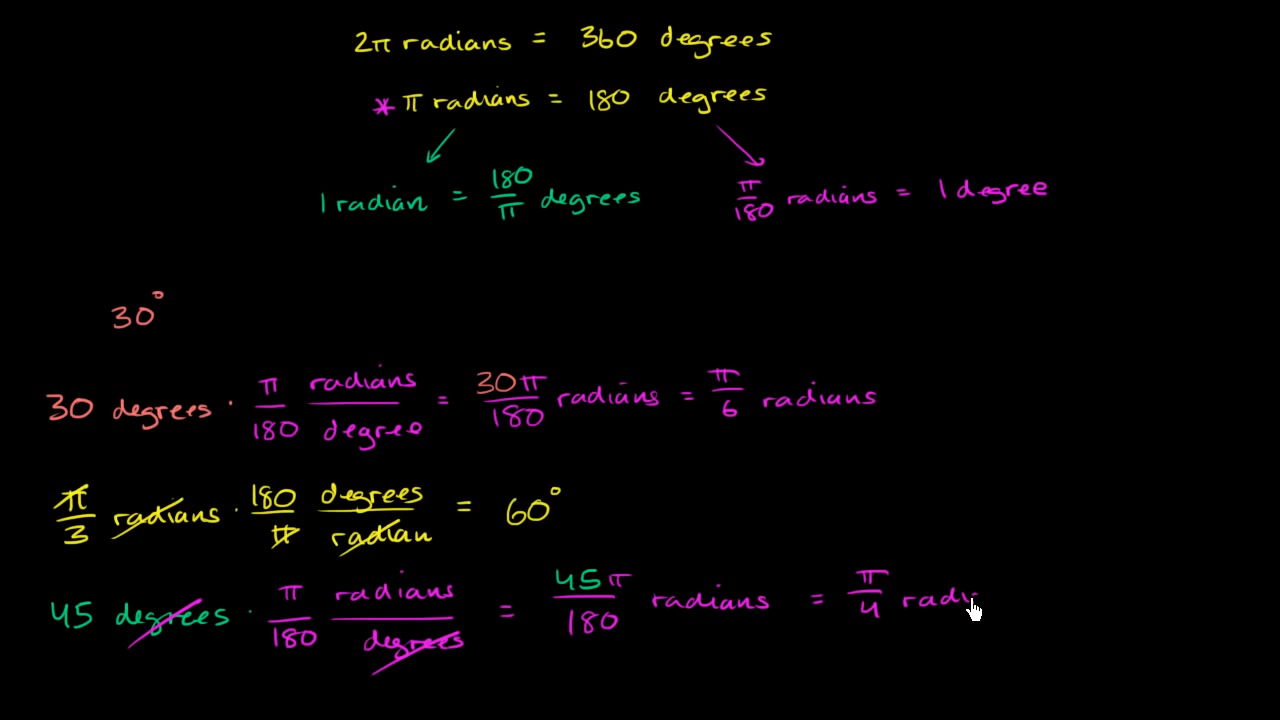 2π radians = 360 degrees
* π radians = 180 degrees
1 radian = 180/π degrees
π/180 radians = 1 degree
30°
30 degrees · π/180 radians/degree = 30π/180 radians = π/6 radians
π/3 radians · 180/π degrees/radian = 60°
45 degrees · π/180 radians/degrees = 45π/180 radians = π/4 radi